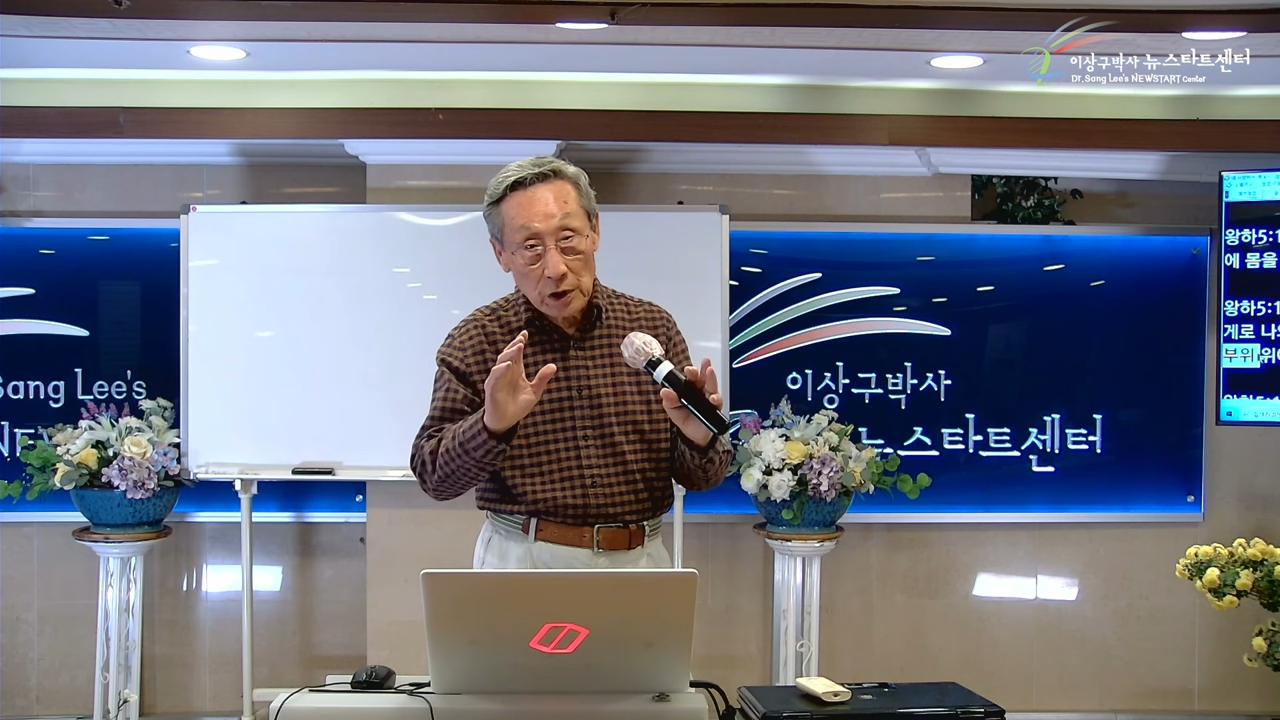 이상구박사 뉴스타트센터
Dr. Sang Lee's NEWSTART Center
Sang Lee's
이상구박사
뉴스타트센터
왕하5:1
에 몸을
왕하5:1
게로 나
부위 위